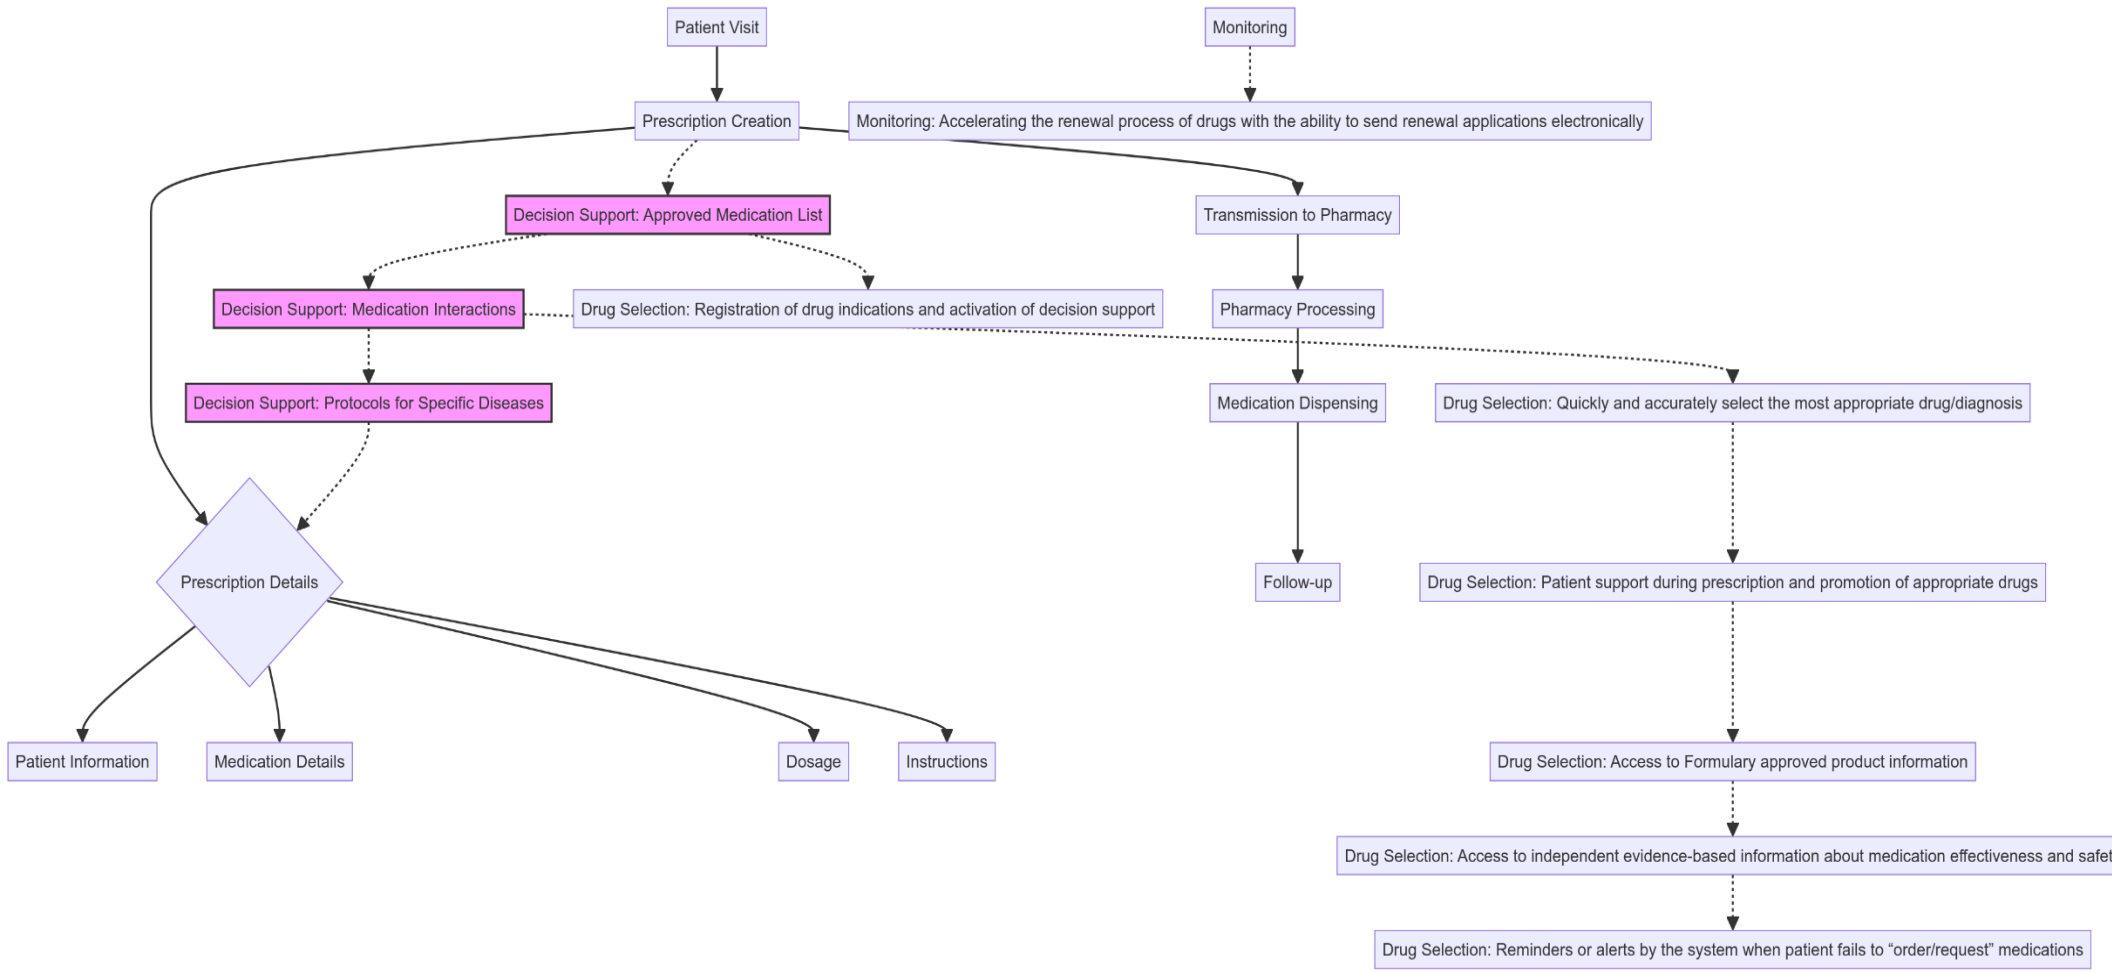 Patient Visit
Monitoring
Prescription Creation
Monitoring: Accelerating the renewal process of drugs with the ability to send renewal applications electronically
Decision Support: Approved Medication List
Transmission to Pharmacy
Decision Support: Medication Interactions
Drug Selection: Registration of drug indications and activation of decision support
Pharmacy Processing
Decision Support: Protocols for Specific Diseases
Medication Dispensing
Drug Selection: Quickly and accurately select the most appropriate drug/diagnosis
Prescription Details
Follow-up
Drug Selection: Patient support during prescription and promotion of appropriate drugs
Patient Information
Medication Details
Dosage
Instructions
Drug Selection: Access to Formulary approved product information
Drug Selection: Access to independent evidence-based information about medication effectiveness and safet
Drug Selection: Reminders or alerts by the system when patient fails to “order/request” medications